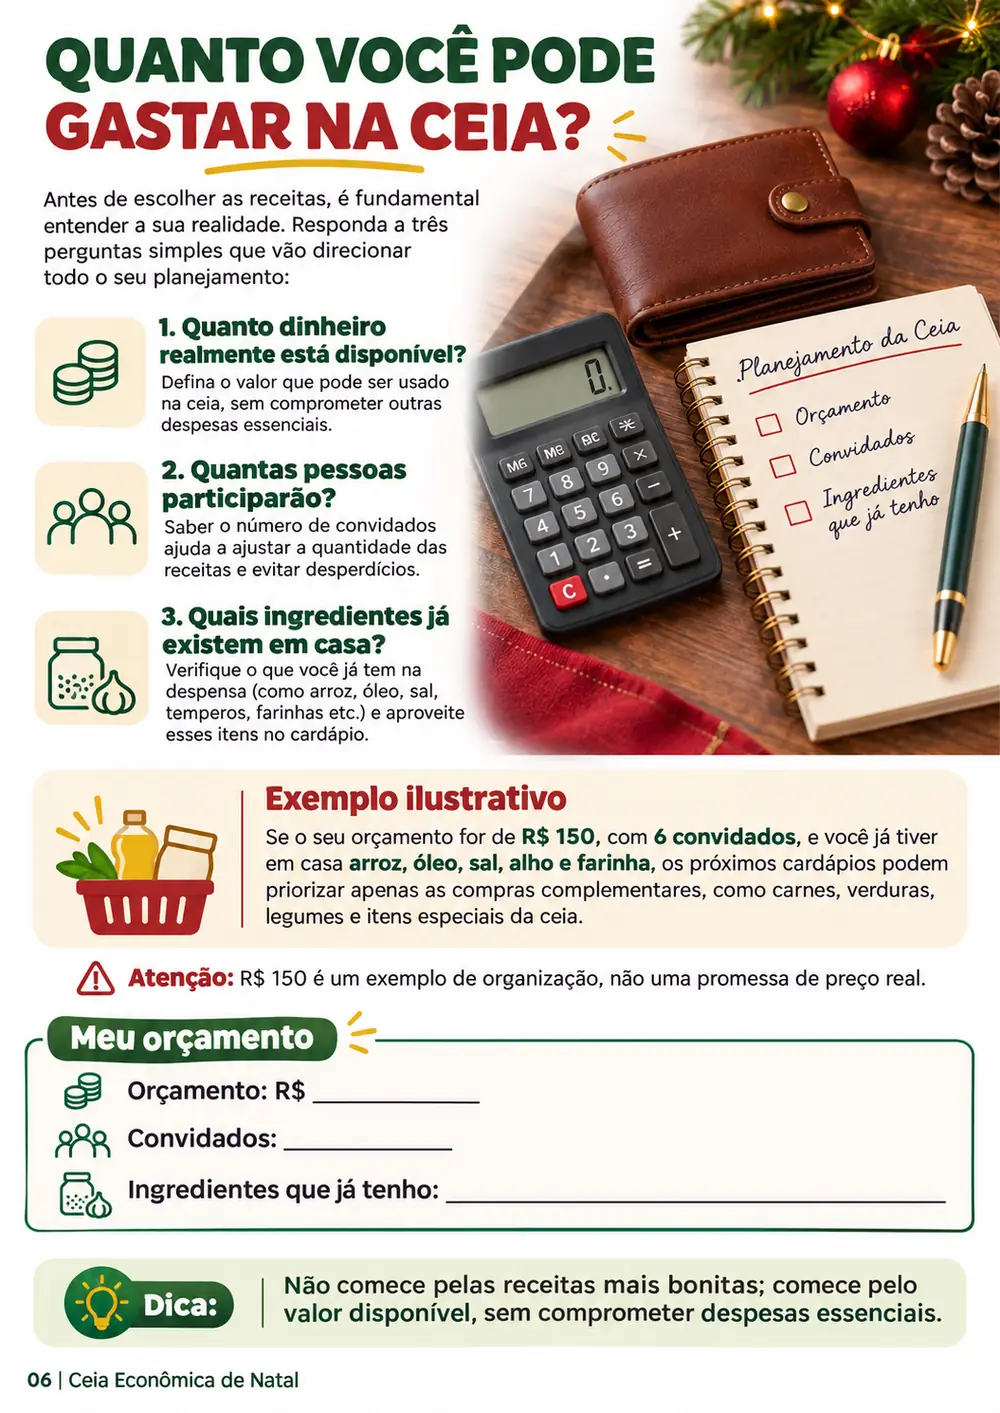 QUANTO VOCÊ PODE
GASTAR NA CEIA?
Antes de escolher as receitas, é fundamental
entender a sua realidade. Responda a três
perguntas simples que vão direcionar
todo o seu planejamento:
1. Quanto dinheiro
realmente está disponível?
Defina o valor que pode ser usado
na ceia, sem comprometer outras
despesas essenciais.
2. Quantas pessoas
participarão?
Saber o número de convidados
ajuda a ajustar a quantidade das
receitas e evitar desperdícios.
3. Quais ingredientes já
existem em casa?
Verifique o que você já tem na
despensa (como arroz, óleo, sal,
temperos, farinhas etc.) e aproveite
esses itens no cardápio.
0.
7 8 9 × −
4 5 6 +
1 2 3 =
C .
Planejamento da Ceia
Orçamento
Convidados
Ingredientes
que já tenho
Exemplo ilustrativo
Se o seu orçamento for de R$ 150, com 6 convidados, e você já tiver
em casa arroz, óleo, sal, alho e farinha, os próximos cardápios podem
priorizar apenas as compras complementares, como carnes, verduras,
legumes e itens especiais da ceia.
Atenção: R$ 150 é um exemplo de organização, não uma promessa de preço real.
Meu orçamento
Orçamento: R$
Convidados:
Ingredientes que já tenho:
Dica:
Não comece pelas receitas mais bonitas; comece pelo
valor disponível, sem comprometer despesas essenciais.
06 | Ceia Econômica de Natal